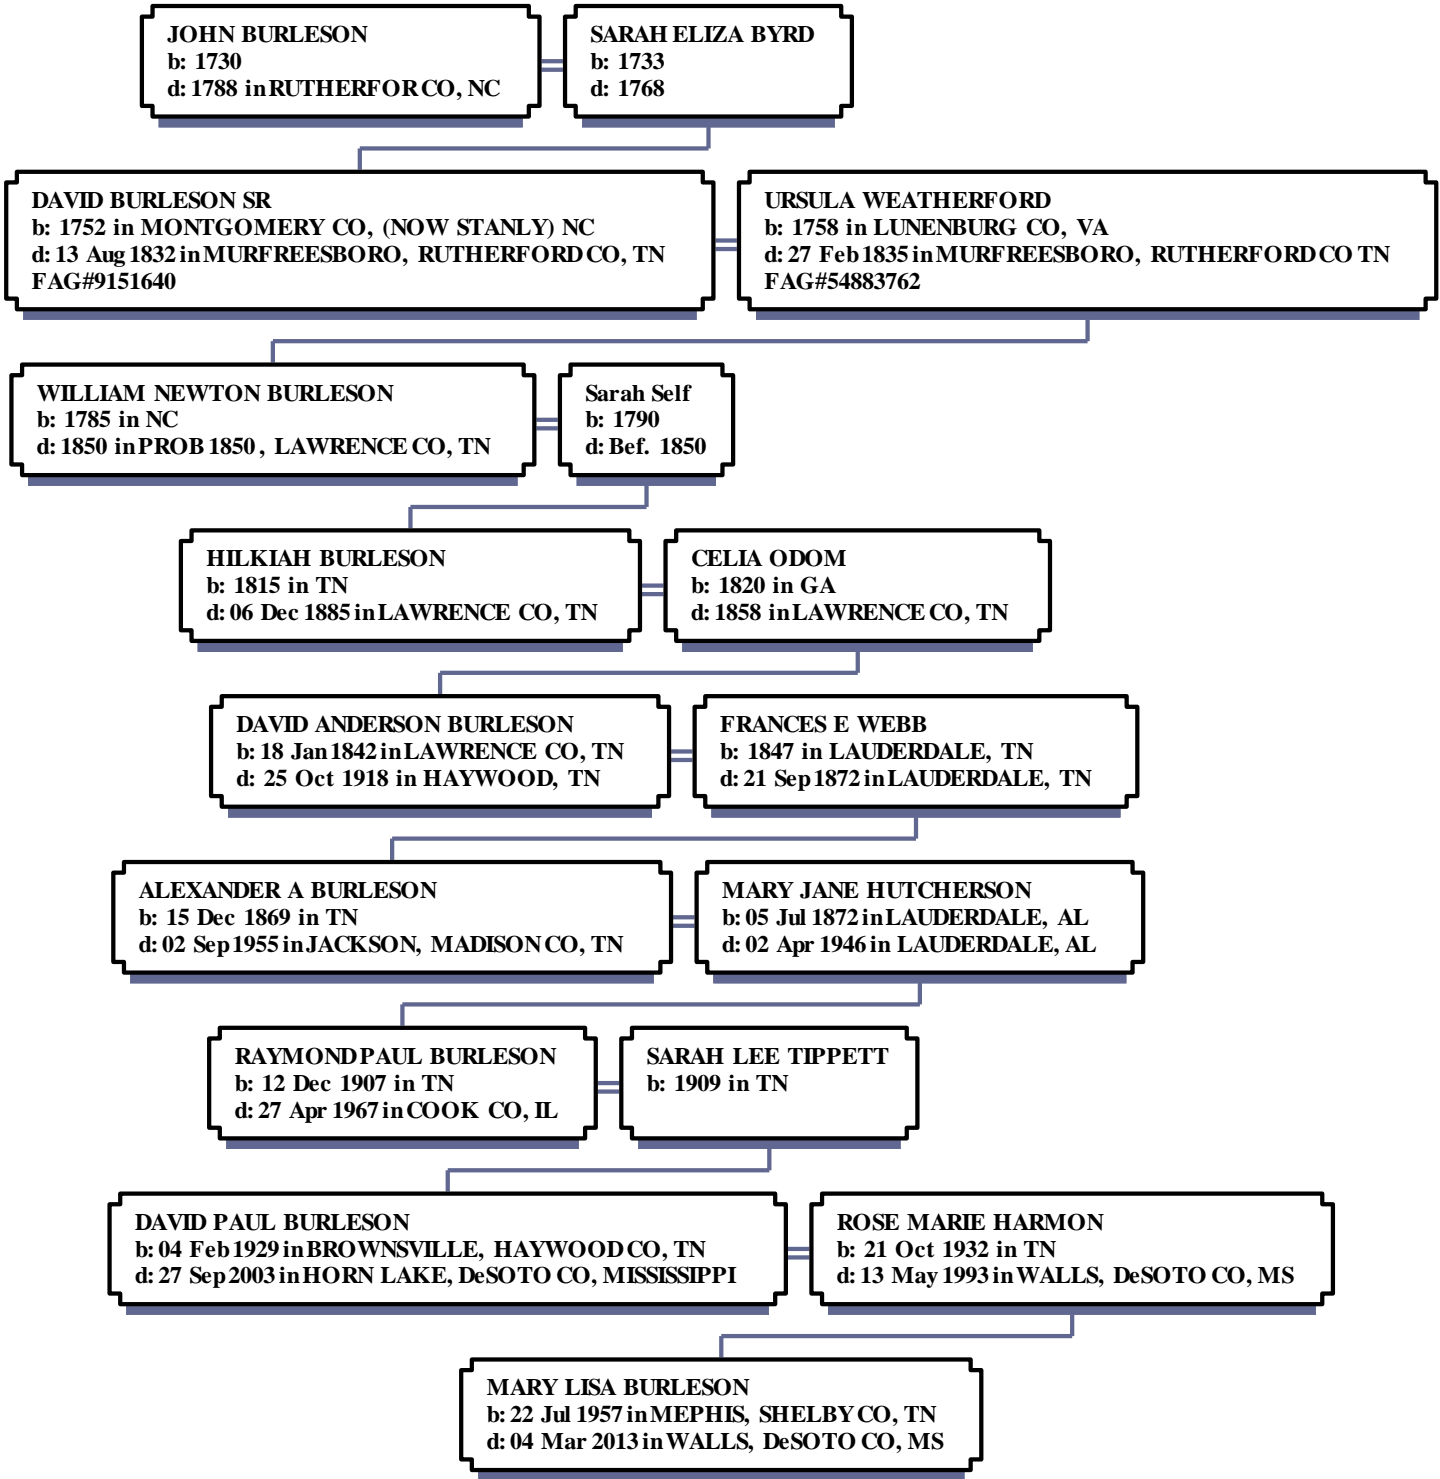 JOHN BURLESON
b: 1730
d: 1788 in RUTHERFOR CO, NC
SARAH ELIZA BYRD
b: 1733
d: 1768
DAVID BURLESON SR
b: 1752 in MONTGOMERY CO, (NOW STANLY) NC
d: 13 Aug 1832 in MURFREESBORO, RUTHERFORD CO, TN
FAG#9151640
URSULA WEATHERFORD
b: 1758 in LUNENBURG CO, VA
d: 27 Feb 1835 in MURFREESBORO, RUTHERFORD CO TN
FAG#54883762
WILLIAM NEWTON BURLESON
b: 1785 in NC
d: 1850 in PROB 1850 , LAWRENCE CO, TN
Sarah Self
b: 1790
d: Bef. 1850
HILKIAH BURLESON
b: 1815 in TN
d: 06 Dec 1885 in LAWRENCE CO, TN
CELIA ODOM
b: 1820 in GA
d: 1858 in LAWRENCE CO, TN
DAVID ANDERSON BURLESON
b: 18 Jan 1842 in LAWRENCE CO, TN
d: 25 Oct 1918 in HAYWOOD, TN
FRANCES E WEBB
b: 1847 in LAUDERDALE, TN
d: 21 Sep 1872 in LAUDERDALE, TN
ALEXANDER A BURLESON
b: 15 Dec 1869 in TN
d: 02 Sep 1955 in JACKSON, MADISON CO, TN
MARY JANE HUTCHERSON
b: 05 Jul 1872 in LAUDERDALE, AL
d: 02 Apr 1946 in LAUDERDALE, AL
RAYMOND PAUL BURLESON
b: 12 Dec 1907 in TN
d: 27 Apr 1967 in COOK CO, IL
SARAH LEE TIPPETT
b: 1909 in TN
DAVID PAUL BURLESON
b: 04 Feb 1929 in BROWNSVILLE, HAYWOOD CO, TN
d: 27 Sep 2003 in HORN LAKE, DeSOTO CO, MISSISSIPPI
ROSE MARIE HARMON
b: 21 Oct 1932 in TN
d: 13 May 1993 in WALLS, DeSOTO CO, MS
MARY LISA BURLESON
b: 22 Jul 1957 in MEPHIS, SHELBY CO, TN
d: 04 Mar 2013 in WALLS, DeSOTO CO, MS